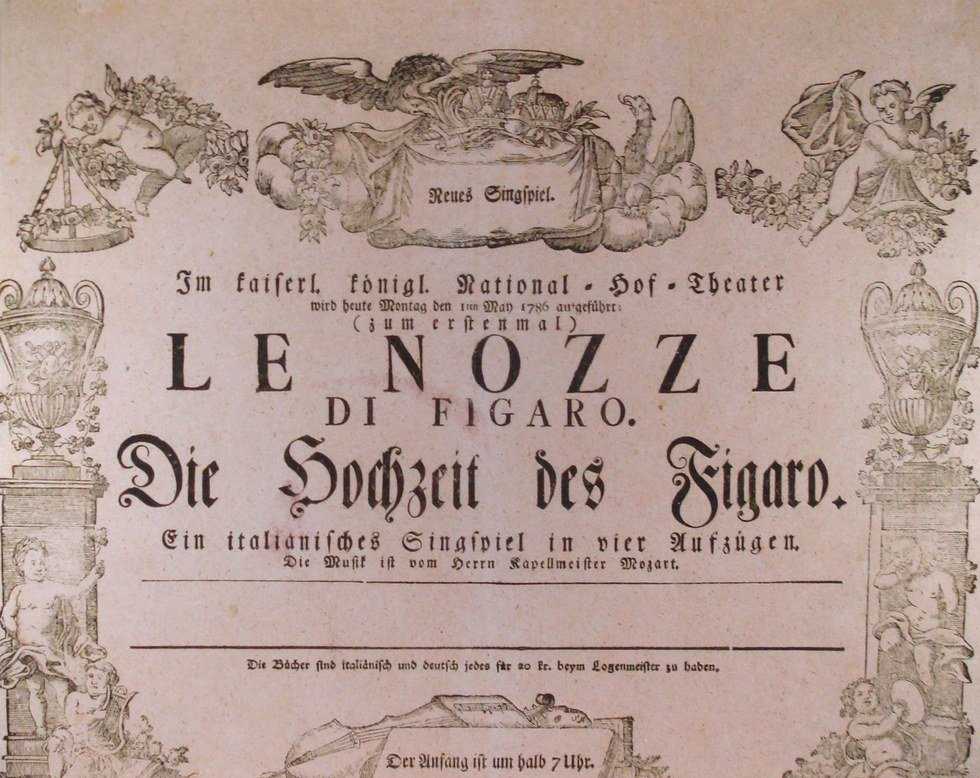 Neues Singspiel.
Im kaiserl. königl. National-Hof-Theater
wird heute Montag den 1ten May 1786 aufgeführt:
(zum erstenmal)
LE NOZZE
DI FIGARO.
Die Hochzeit des Figaro.
Ein italiänisches Singspiel in vier Aufzügen.
Die Musik ist vom Herrn Kapellmeister Mozart.
Die Bücher sind italiänisch und deutsch jedes für 20 kr. beym Logenmeister zu haben.
Der Anfang ist um halb 7 Uhr.